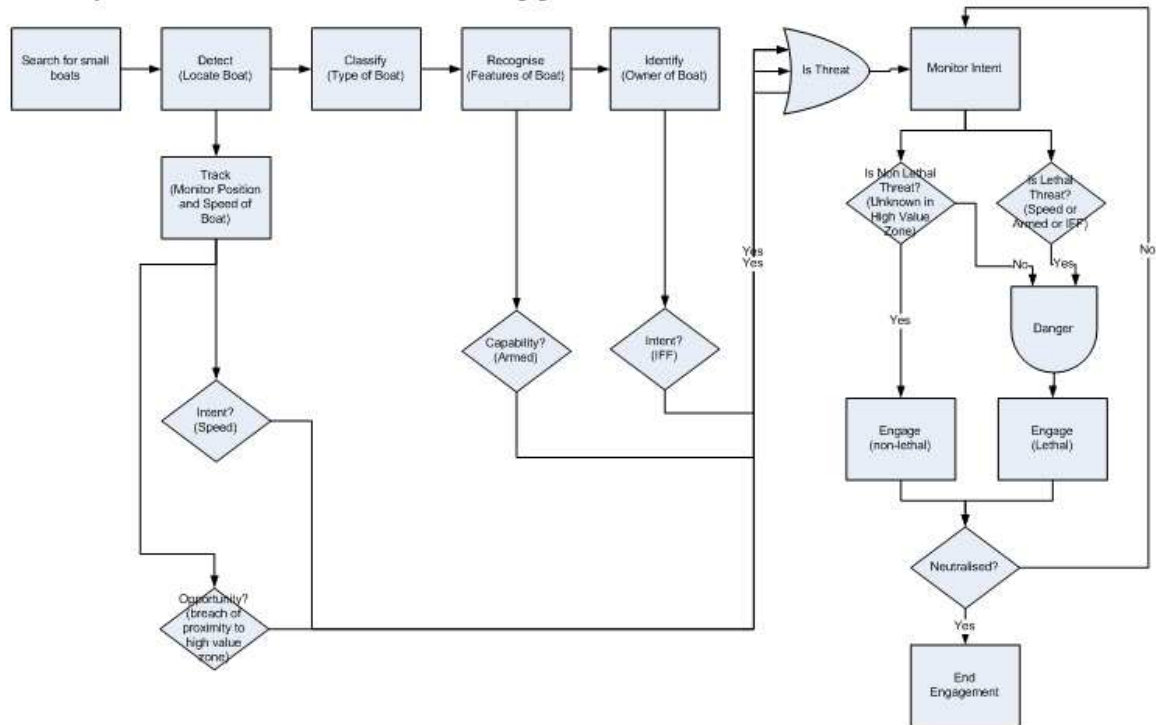 Search for small
boats
Detect
(Locate Boat)
Classify
(Type of Boat)
Recognise
(Features of Boat)
Identify
(Owner of Boat)
Is Threat
Monitor Intent
Track
(Monitor Position
and Speed of
Boat)
Is Non Lethal
Threat?
(Unknown in
High Value
Zone)
Is Lethal
Threat?
(Speed or
Armed or IFF)
Yes
Yes
No
No
Yes
Yes
Danger
Capability?
(Armed)
Intent?
(IFF)
Intent?
(Speed)
Engage
(non-lethal)
Engage
(Lethal)
Neutralised?
Opportunity?
(breach of
proximity to
high value
zone)
Yes
End
Engagement